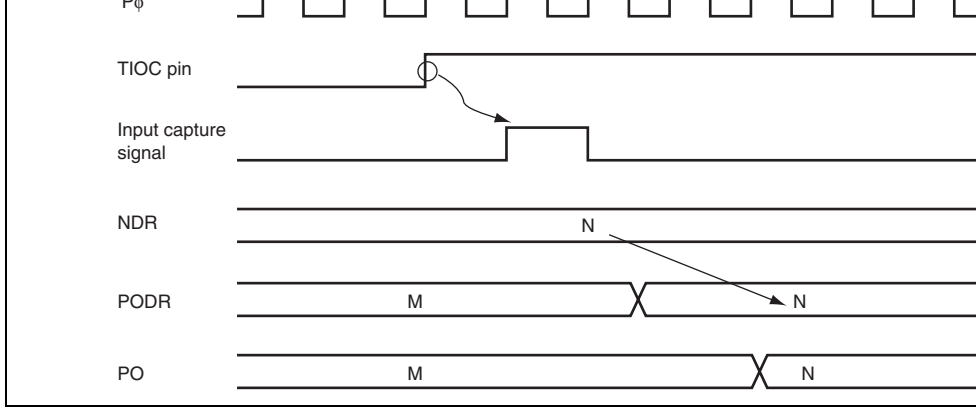 Pφ
TIOC pin
Input capture
signal
NDR
N
PODR
M
N
PO
M
N